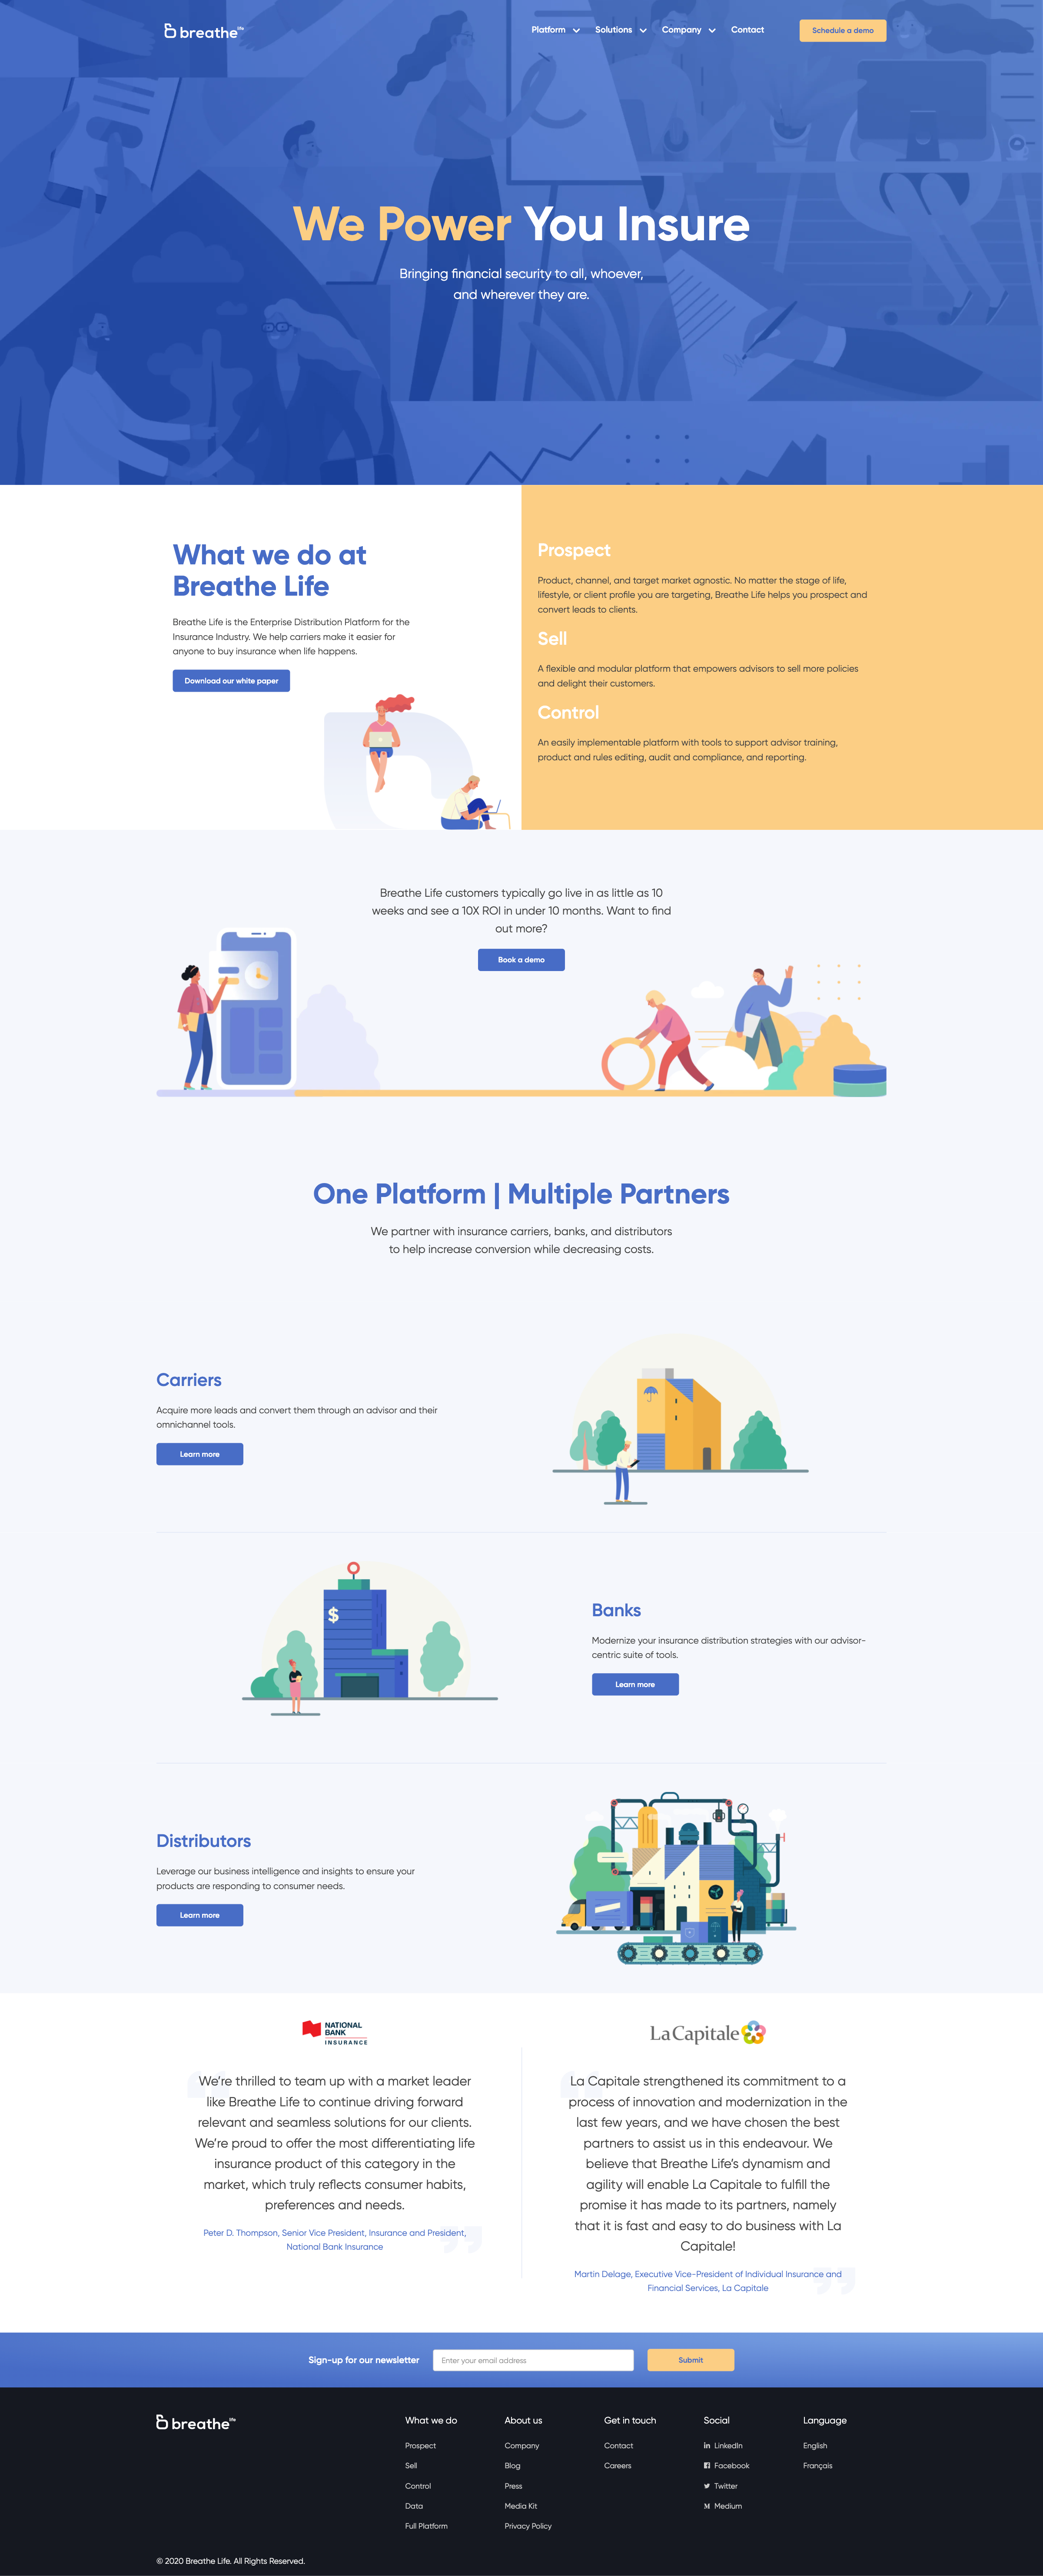 breathe life
Platform
Solutions
Company
Contact
Schedule a demo
We Power You Insure
Bringing financial security to all, whoever,
and wherever they are.
What we do at
Breathe Life
Breathe Life is the Enterprise Distribution Platform for the
Insurance Industry. We help carriers make it easier for
anyone to buy insurance when life happens.
Download our white paper
Prospect
Product, channel, and target market agnostic. No matter the stage of life,
lifestyle, or client profile you are targeting, Breathe Life helps you prospect and
convert leads to clients.
Sell
A flexible and modular platform that empowers advisors to sell more policies
and delight their customers.
Control
An easily implementable platform with tools to support advisor training,
product and rules editing, audit and compliance, and reporting.
Breathe Life customers typically go live in as little as 10
weeks and see a 10X ROI in under 10 months. Want to find
out more?
Book a demo
One Platform | Multiple Partners
We partner with insurance carriers, banks, and distributors
to help increase conversion while decreasing costs.
Carriers
Acquire more leads and convert them through an advisor and their
omnichannel tools.
Learn more
$
Banks
Modernize your insurance distribution strategies with our advisor-
centric suite of tools.
Learn more
Distributors
Leverage our business intelligence and insights to ensure your
products are responding to consumer needs.
Learn more
NATIONAL
BANK
INSURANCE
We're thrilled to team up with a market leader
like Breathe Life to continue driving forward
relevant and seamless solutions for our clients.
We're proud to offer the most differentiating life
insurance product of this category in the
market, which truly reflects consumer habits,
preferences and needs.
Peter D. Thompson, Senior Vice President, Insurance and President,
National Bank Insurance
La Capitale
La Capitale strengthened its commitment to a
process of innovation and modernization in the
last few years, and we have chosen the best
partners to assist us in this endeavour. We
believe that Breathe Life's dynamism and
agility will enable La Capitale to fulfill the
promise it has made to its partners, namely
that it is fast and easy to do business with La
Capitale!
Martin Delage, Executive Vice-President of Individual Insurance and
Financial Services, La Capitale
Sign-up for our newsletter
Enter your email address
Submit
breathe life
What we do
Prospect
Sell
Control
Data
Full Platform
About us
Company
Blog
Press
Media Kit
Privacy Policy
Get in touch
Contact
Careers
Social
LinkedIn
Facebook
Twitter
Medium
Language
English
Français
© 2020 Breathe Life. All Rights Reserved.